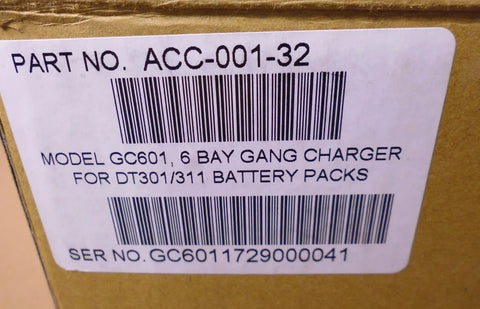 PART NO. ACC-001-32
MODEL GC601, 6 BAY GANG CHARGER
FOR DT301/311 BATTERY PACKS
SER NO. GC6011729000041